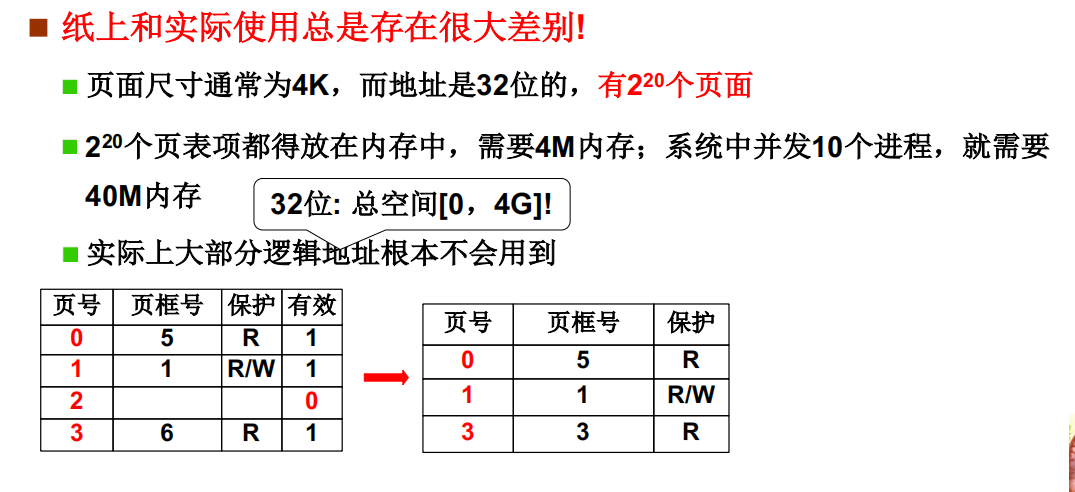 纸上和实际使用总是存在很大差别!
页面尺寸通常为4K，而地址是32位的，有2²⁰个页面
2²⁰个页表项都得放在内存中，需要4M内存；系统中并发10个进程，就需要
40M内存
32位: 总空间[0，4G]!
实际上大部分逻辑地址根本不会用到
页号 页框号 保护 有效
0 5 R 1
1 1 R/W 1
2 0
3 6 R 1
页号 页框号 保护
0 5 R
1 1 R/W
3 3 R